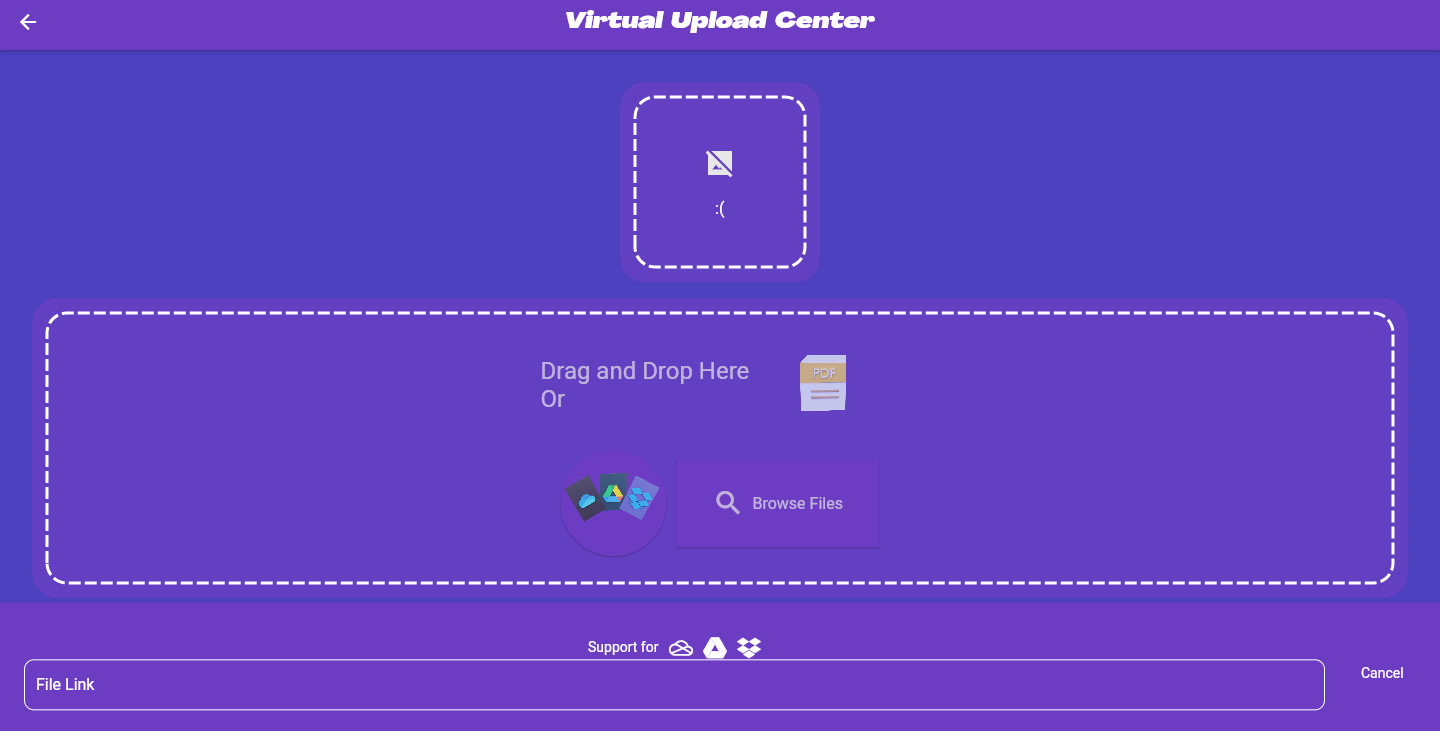 Virtual Upload Center
:(
Drag and Drop Here
Or
PDF
Browse Files
Support for
File Link
Cancel